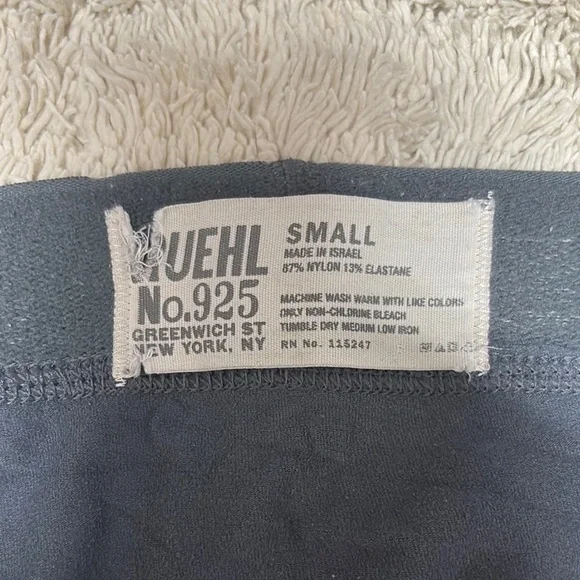 RUEHL
No.925
GREENWICH ST
NEW YORK, NY
SMALL
MADE IN ISRAEL
87% NYLON 13% ELASTANE
MACHINE WASH WARM WITH LIKE COLORS
ONLY NON-CHLORINE BLEACH
TUMBLE DRY MEDIUM LOW IRON
RN No. 115247